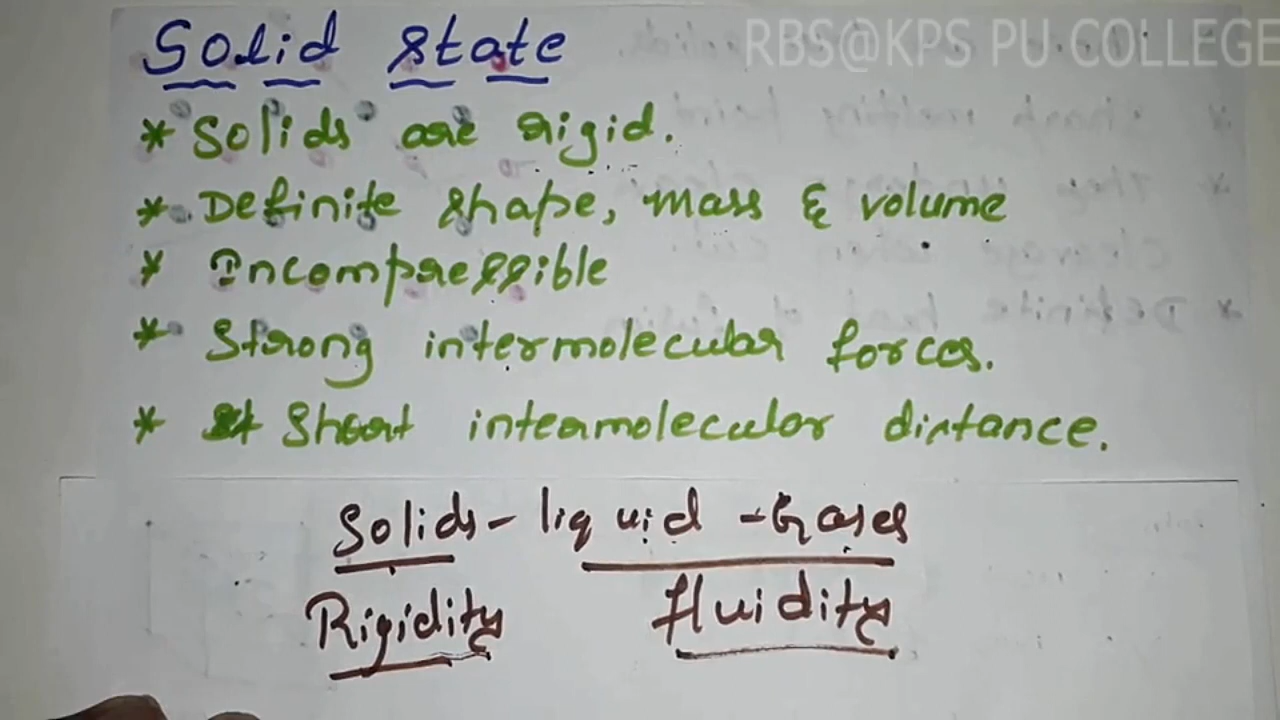 RBS@KPS PU COLLEGE
Solid state
* Solids are rigid.
* Definite shape, mass & volume
* Incompressible
* Strong intermolecular forces.
* Short intermolecular distance.
Solids - liquid - Gases
Rigidity fluidity